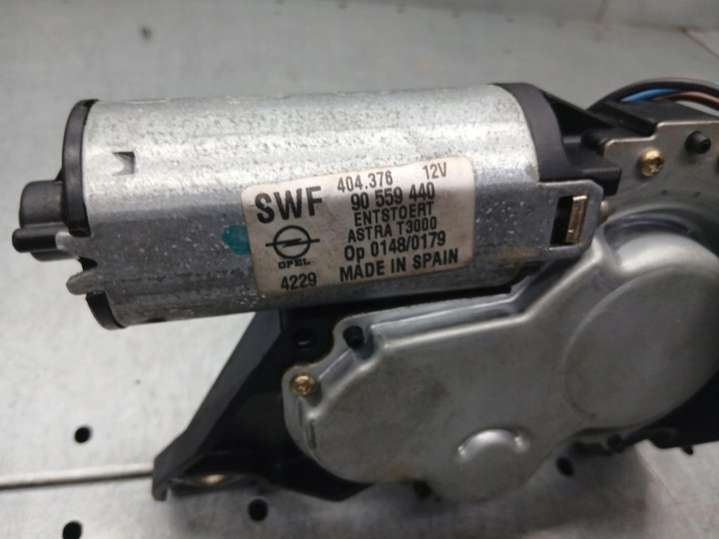 404.376 12V
SWF 90 559 440
ENTSTOERT
ASTRA T3000
OPEL Op 0148/0179
4229 MADE IN SPAIN